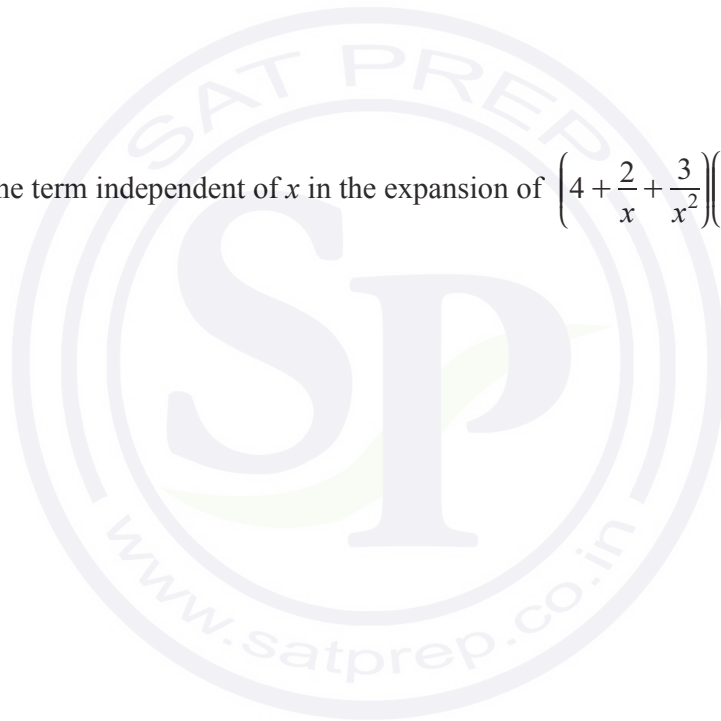 SAT PREP
he term independent of x in the expansion of (4 + 2/x + 3/x²)(
SP
www.satprep.co.in